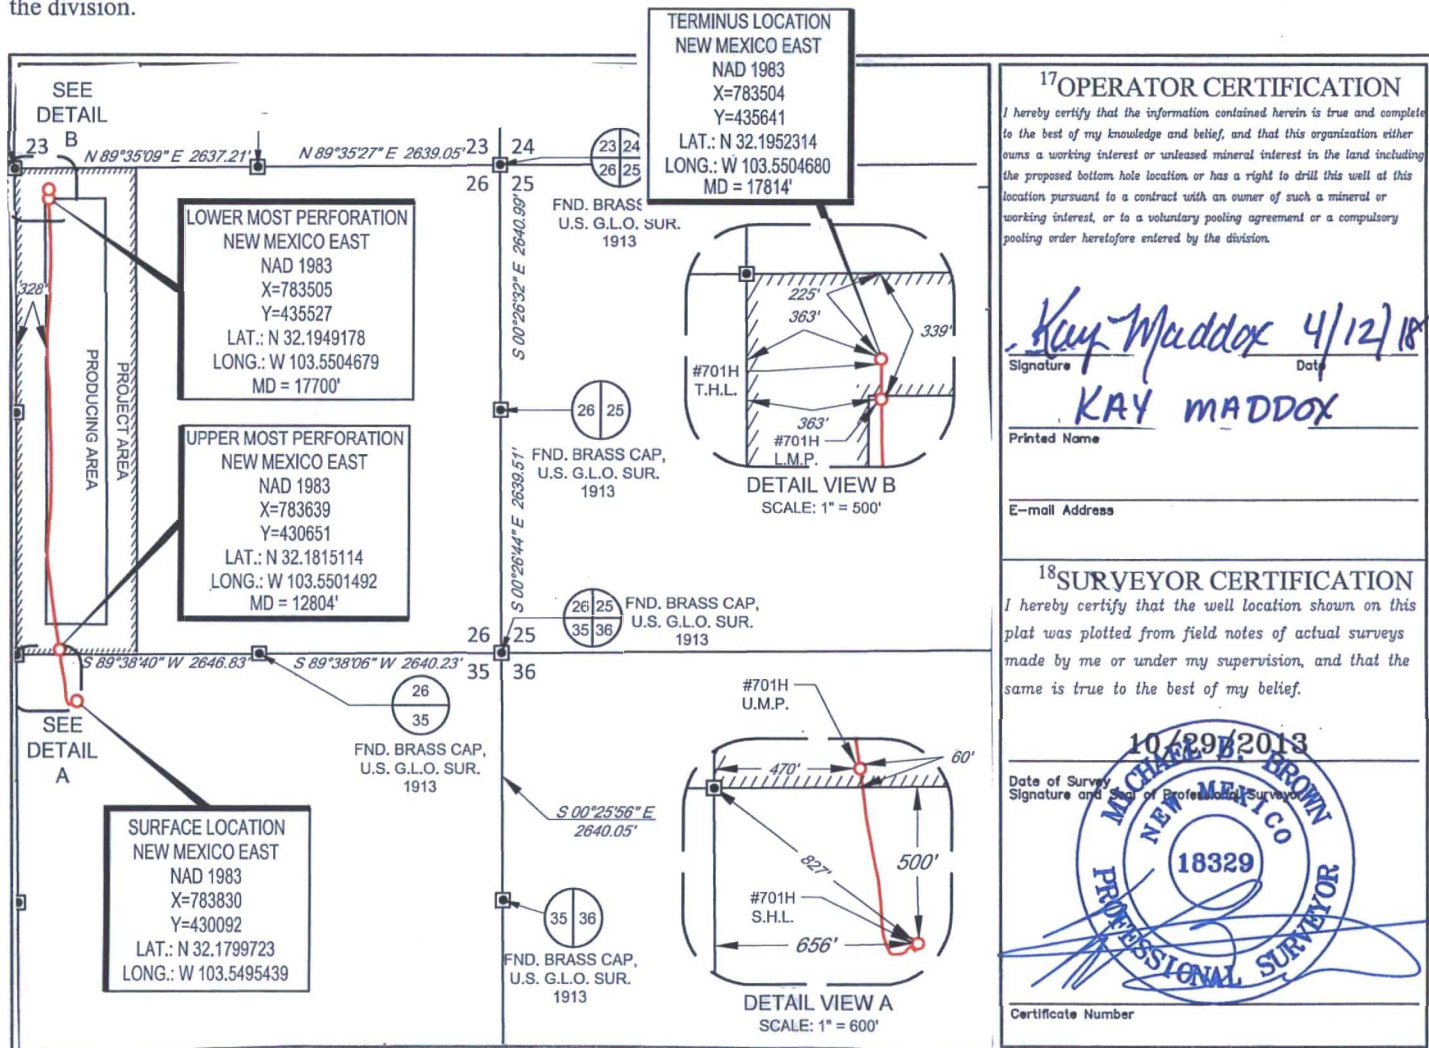 the division.
SEE
DETAIL
B
23
N 89°35'09" E 2637.21'
N 89°35'27" E 2639.05'
23 24
26 25
23 24
26 25
FND. BRASS
U.S. G.L.O. SUR.
1913
TERMINUS LOCATION
NEW MEXICO EAST
NAD 1983
X=783504
Y=435641
LAT.: N 32.1952314
LONG.: W 103.5504680
MD = 17814'
LOWER MOST PERFORATION
NEW MEXICO EAST
NAD 1983
X=783505
Y=435527
LAT.: N 32.1949178
LONG.: W 103.5504679
MD = 17700'
328'
PRODUCING AREA
PROJECT AREA
S 00°26'32" E 2640.99'
UPPER MOST PERFORATION
NEW MEXICO EAST
NAD 1983
X=783639
Y=430651
LAT.: N 32.1815114
LONG.: W 103.5501492
MD = 12804'
26 25
FND. BRASS CAP,
U.S. G.L.O. SUR.
1913
S 00°26'44" E 2639.51'
225'
363'
339'
#701H
T.H.L.
363'
#701H
L.M.P.
DETAIL VIEW B
SCALE: 1" = 500'
26 25
35 36
FND. BRASS CAP,
U.S. G.L.O. SUR.
1913
26 25
35 36
S 89°38'40" W 2646.83'
S 89°38'06" W 2640.23'
26
35
FND. BRASS CAP,
U.S. G.L.O. SUR.
1913
SEE
DETAIL
A
SURFACE LOCATION
NEW MEXICO EAST
NAD 1983
X=783830
Y=430092
LAT.: N 32.1799723
LONG.: W 103.5495439
S 00°25'56" E
2640.05'
35 36
FND. BRASS CAP,
U.S. G.L.O. SUR.
1913
#701H
U.M.P.
470'
60'
827'
500'
#701H
S.H.L.
656'
DETAIL VIEW A
SCALE: 1" = 600'
17 OPERATOR CERTIFICATION
I hereby certify that the information contained herein is true and complete
to the best of my knowledge and belief, and that this organization either
owns a working interest or unleased mineral interest in the land including
the proposed bottom hole location or has a right to drill this well at this
location pursuant to a contract with an owner of such a mineral or
working interest, or to a voluntary pooling agreement or a compulsory
pooling order heretofore entered by the division.
Kay Maddox 4/12/18
Signature Date
KAY MADDOX
Printed Name
E-mail Address
18 SURVEYOR CERTIFICATION
I hereby certify that the well location shown on this
plat was plotted from field notes of actual surveys
made by me or under my supervision, and that the
same is true to the best of my belief.
10/29/2013
Date of Survey
Signature and Seal of Professional Surveyor
MICHAEL B. BROWN
NEW MEXICO
18329
PROFESSIONAL SURVEYOR
Certificate Number